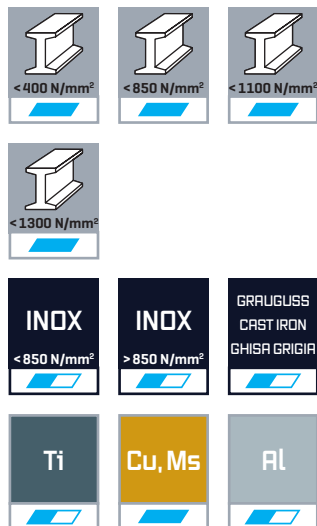 <400 N/mm²
<850 N/mm²
<1100 N/mm²
<1300 N/mm²
INOX
<850 N/mm²
INOX
>850 N/mm²
GRAUGUSS
CAST IRON
GHISA GRIGIA
Ti
Cu, Ms
Al